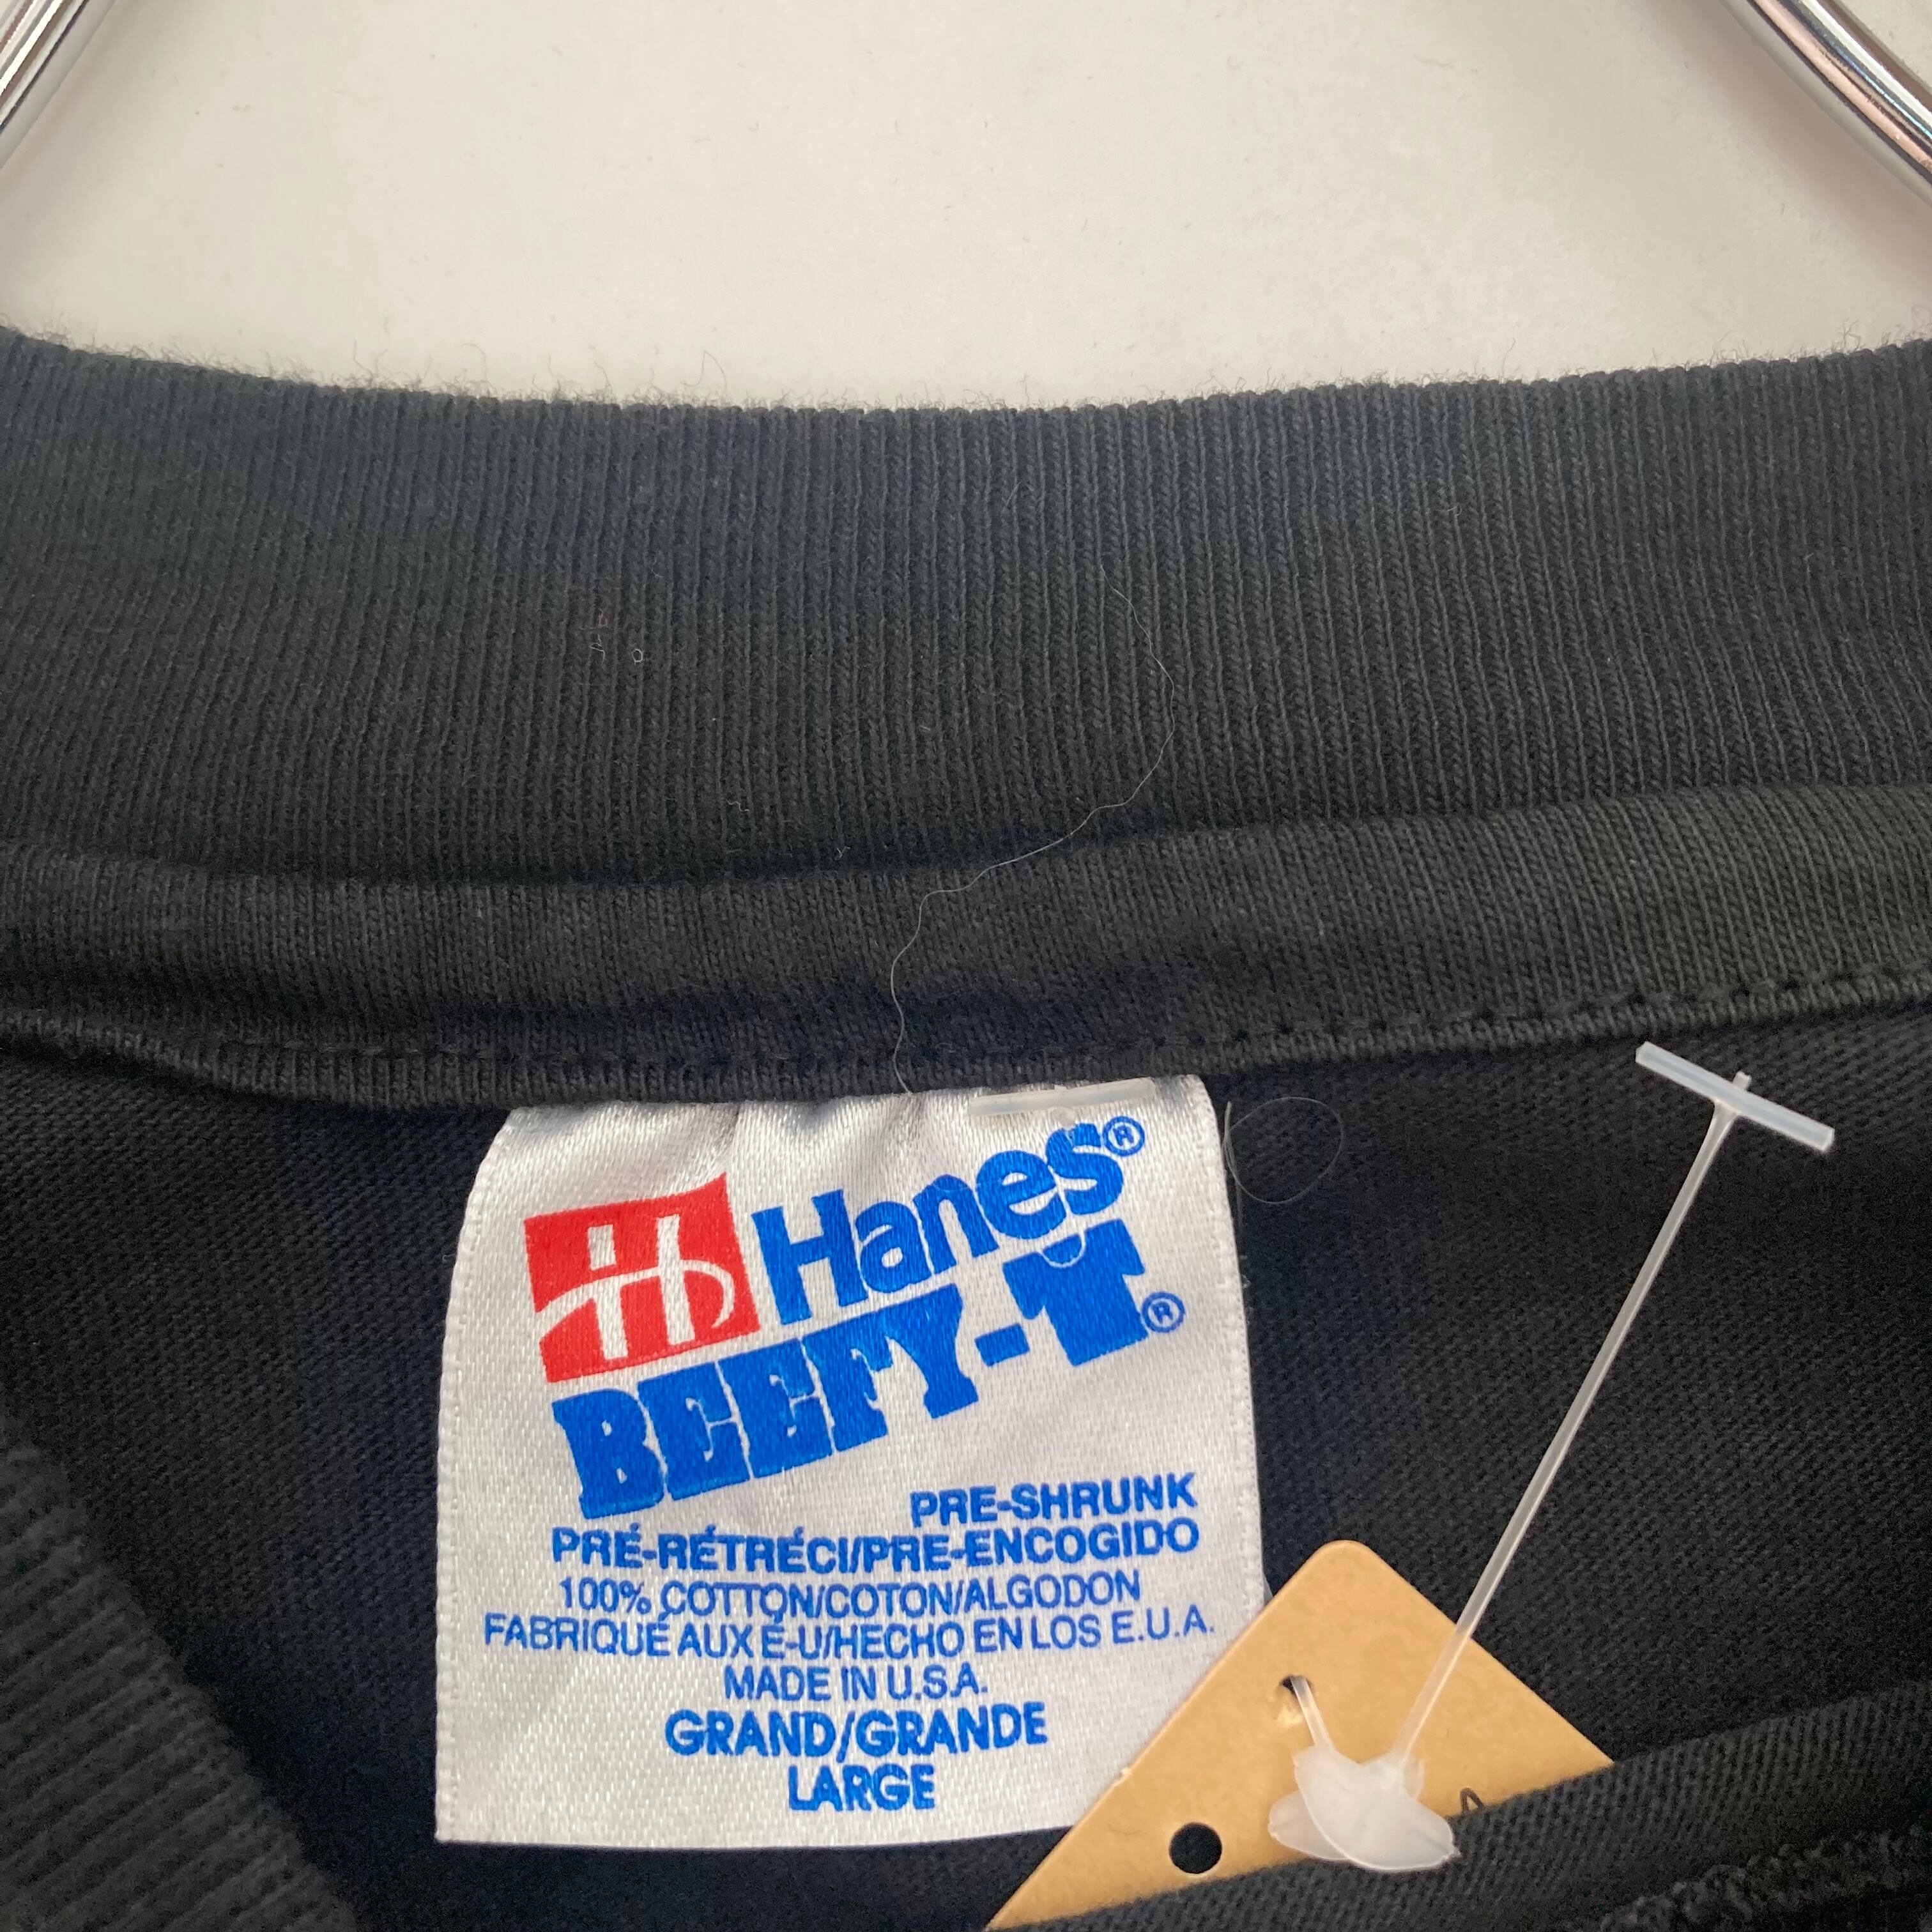 H Hanes®
BEEFY-T®
PRE-SHRUNK
PRÉ-RÉTRÉCI/PRE-ENCOGIDO
100% COTTON/COTON/ALGODON
FABRIQUÉ AUX É-U/HECHO EN LOS E.U.A.
MADE IN U.S.A.
GRAND/GRANDE
LARGE